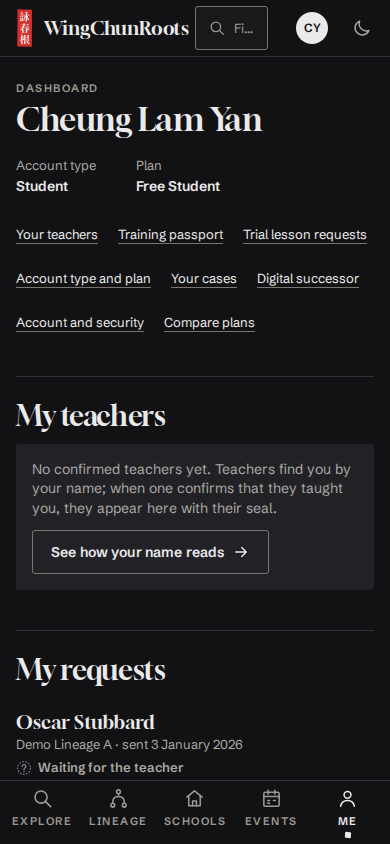 詠春根
WingChunRoots
Fi...
CY
DASHBOARD
Cheung Lam Yan
Account type
Plan
Student
Free Student
Your teachers
Training passport
Trial lesson requests
Account type and plan
Your cases
Digital successor
Account and security
Compare plans
My teachers
No confirmed teachers yet. Teachers find you by
your name; when one confirms that they taught
you, they appear here with their seal.
See how your name reads →
My requests
Oscar Stubbard
Demo Lineage A · sent 3 January 2026
Waiting for the teacher
EXPLORE
LINEAGE
SCHOOLS
EVENTS
ME